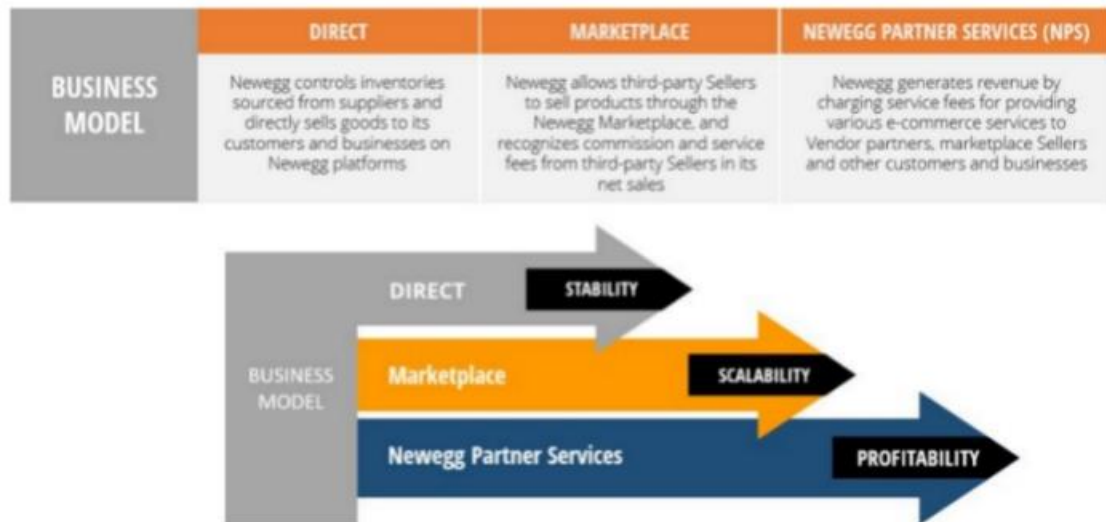 DIRECT
MARKETPLACE
NEWEGG PARTNER SERVICES (NPS)
BUSINESS
MODEL
Newegg controls inventories
sourced from suppliers and
directly sells goods to its
customers and businesses on
Newegg platforms
Newegg allows third-party Sellers
to sell products through the
Newegg Marketplace, and
recognizes commission and service
fees from third-party Sellers in its
net sales
Newegg generates revenue by
charging service fees for providing
various e-commerce services to
Vendor partners, marketplace Sellers
and other customers and businesses
DIRECT
STABILITY
BUSINESS
MODEL
Marketplace
SCALABILITY
Newegg Partner Services
PROFITABILITY